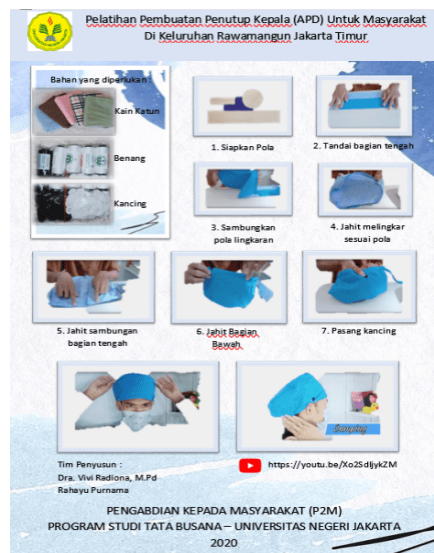 Pelatihan Pembuatan Penutup Kepala (APD) Untuk Masyarakat
Di Keluruhan Rawamangun Jakarta Timur
Bahan yang diperlukan :
Kain Katun
Benang
Kancing
1. Siapkan Pola
2. Tandai bagian tengah
3. Sambungkan
pola lingkaran
4. Jahit melingkar
sesuai pola
5. Jahit sambungan
bagian tengah
6. Jahit Bagian
Bawah
7. Pasang kancing
Samping
Tim Penyusun :
Dra. Vivi Radiona, M.Pd
Rahayu Purnama
https://youtu.be/Xo2SdIjykZM
PENGABDIAN KEPADA MASYARAKAT (P2M)
PROGRAM STUDI TATA BUSANA – UNIVERSITAS NEGERI JAKARTA
2020